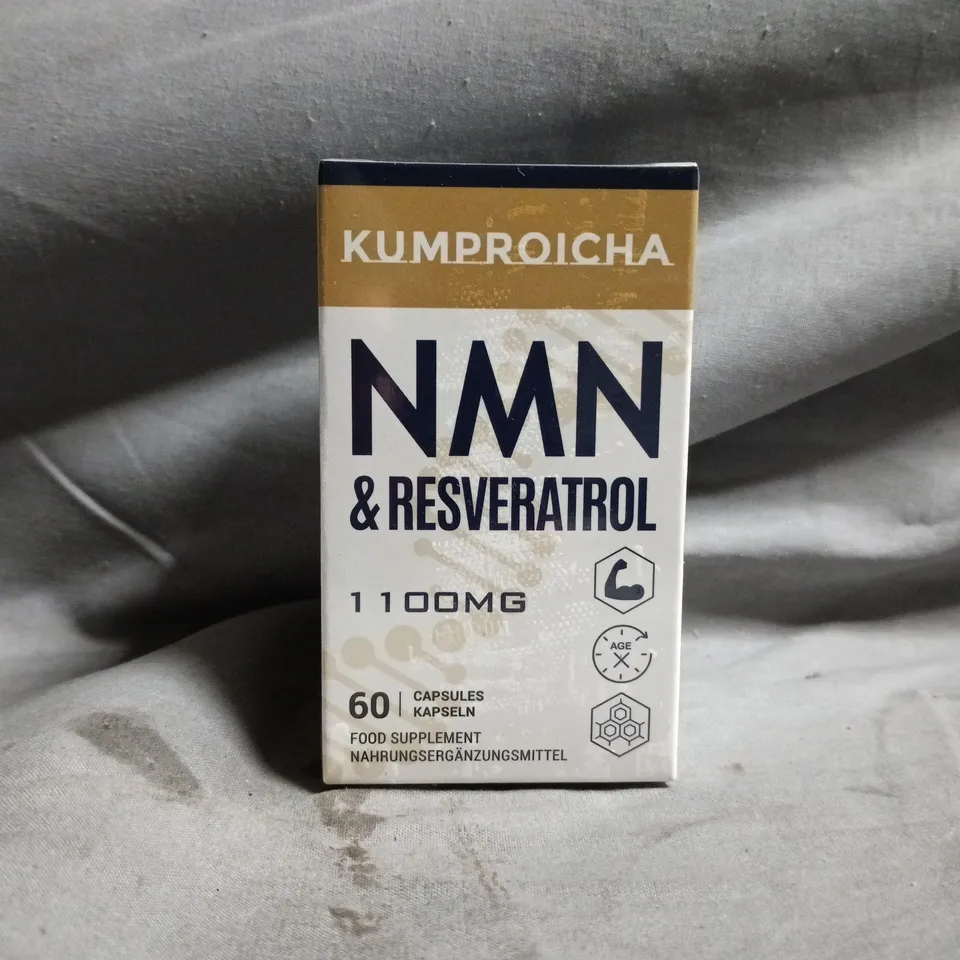 KUMPROICHA
NMN
& RESVERATROL
1100MG
AGE
60 | CAPSULES
KAPSELN
FOOD SUPPLEMENT
NAHRUNGSERGÄNZUNGSMITTEL